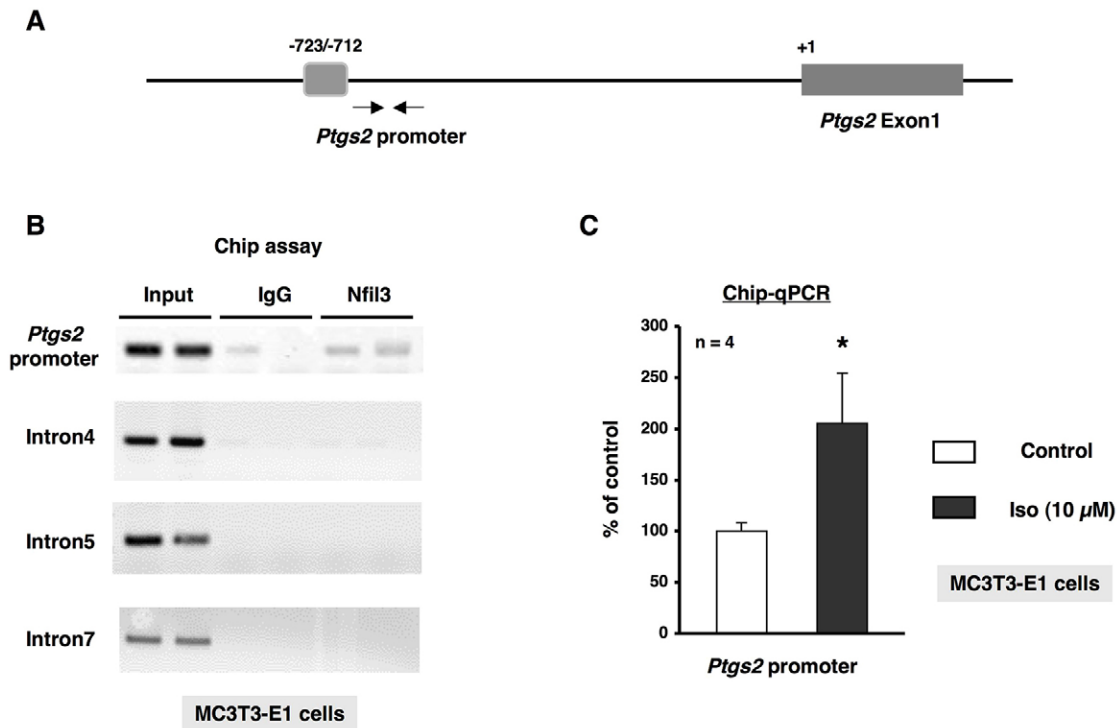 A
-723/-712
+1
Ptgs2 promoter
Ptgs2 Exon1
B
Chip assay
Input IgG Nfil3
Ptgs2
promoter
Intron4
Intron5
Intron7
MC3T3-E1 cells
C
Chip-qPCR
n = 4
*
% of control
300
250
200
150
100
50
0
Ptgs2 promoter
Control
Iso (10 µM)
MC3T3-E1 cells